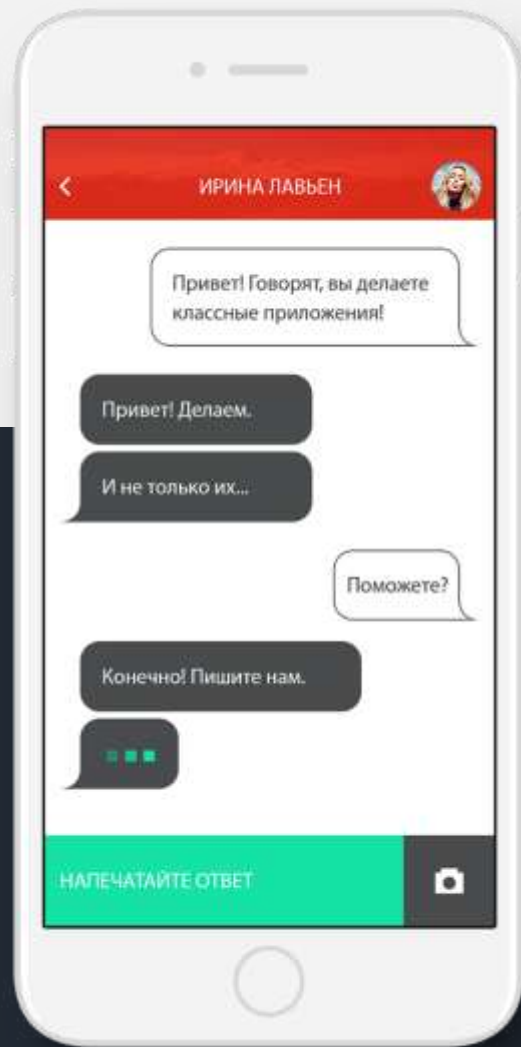 ИРИНА ЛАВЬЕН
Привет! Говорят, вы делаете
классные приложения!
Привет! Делаем.
И не только их...
Поможете?
Конечно! Пишите нам.
НАПЕЧАТАЙТЕ ОТВЕТ